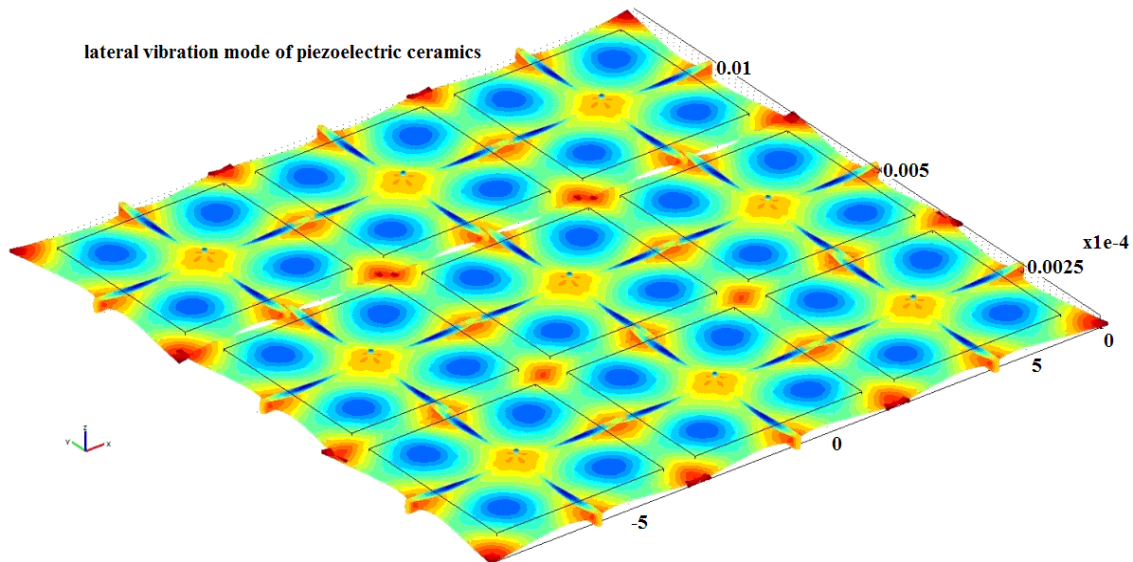 lateral vibration mode of piezoelectric ceramics
0.01
0.005
x1e-4
0.0025
0
5
0
-5
z
y
x